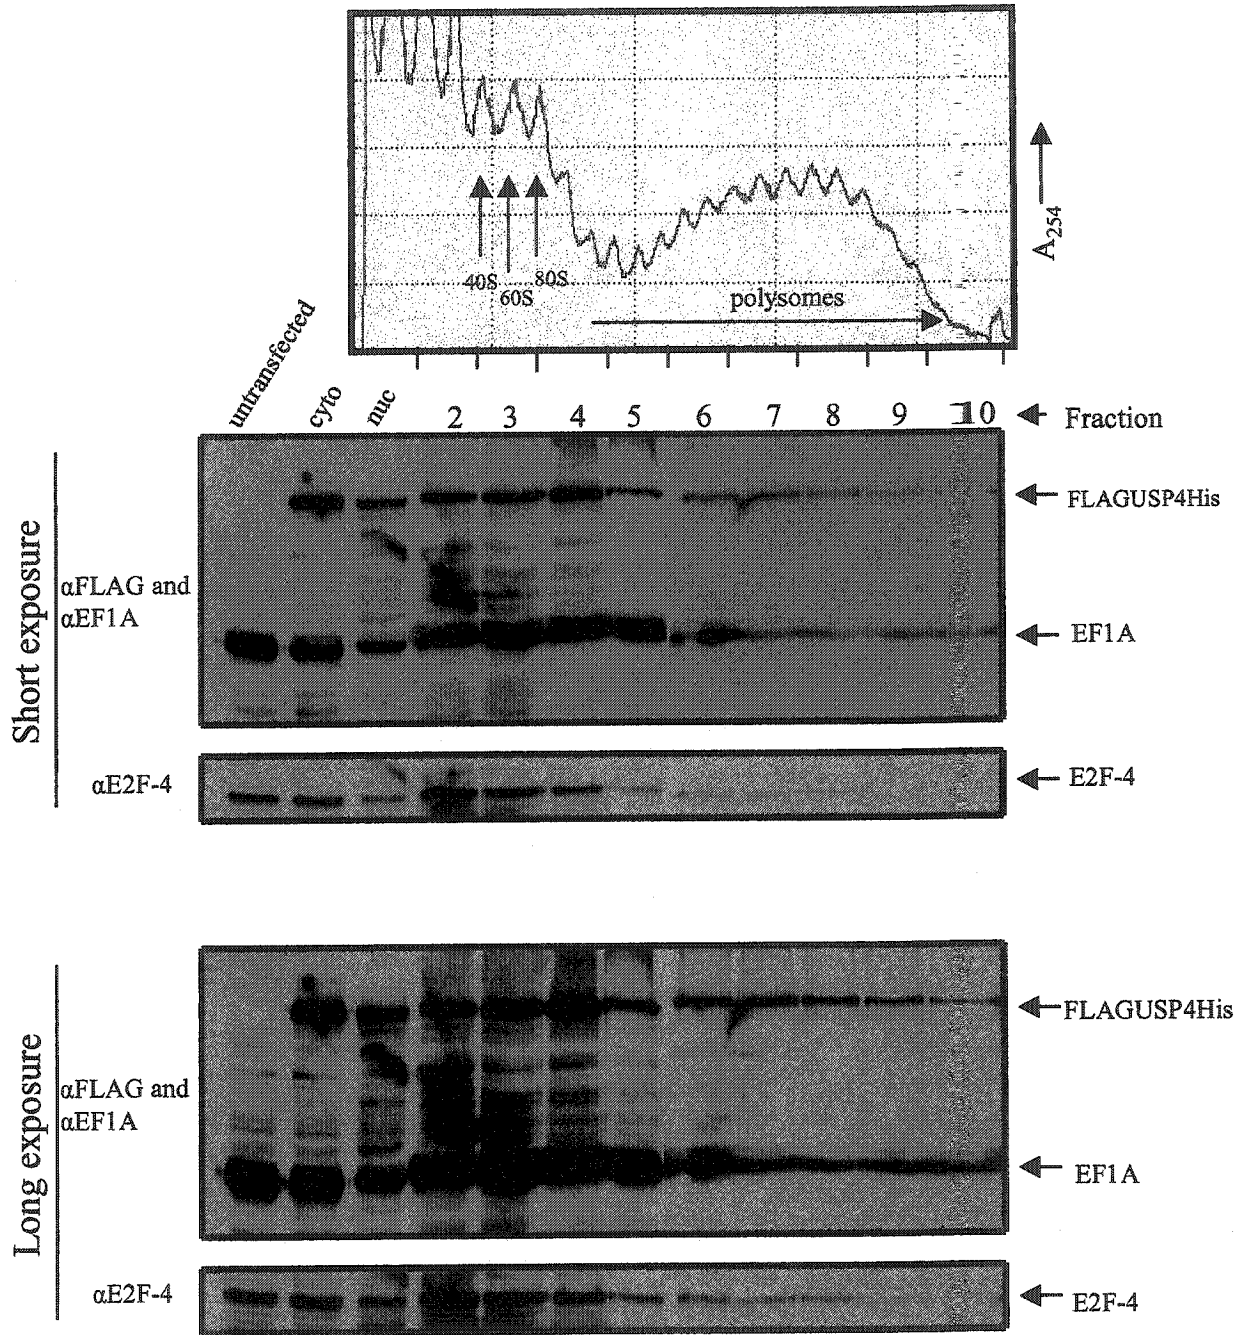 40S
60S
80S
polysomes
A254
untransfected
cyto
nuc
2 3 4 5 6 7 8 9 10
Fraction
Short exposure
αFLAG and
αEF1A
FLAGUSP4His
EF1A
αE2F-4
E2F-4
Long exposure
αFLAG and
αEF1A
FLAGUSP4His
EF1A
αE2F-4
E2F-4